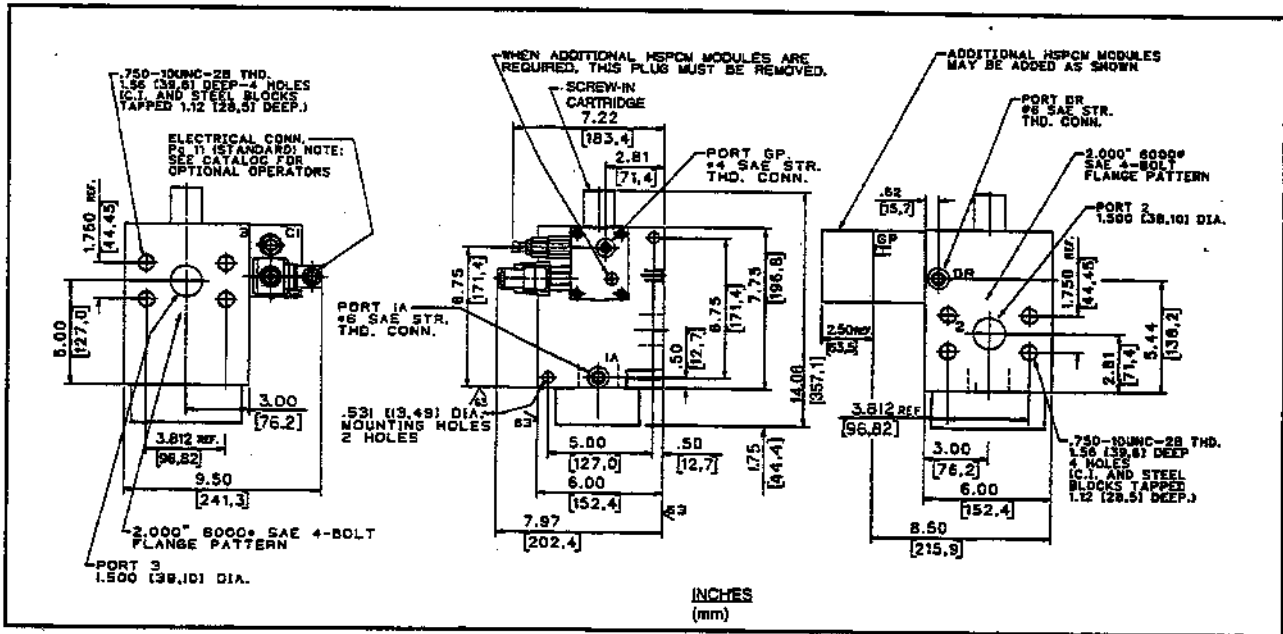 .750-10UNC-2B THD.
1.56 [39,6] DEEP-4 HOLES
(C.I. AND STEEL BLOCKS
TAPPED 1.12 [28,5] DEEP.)
ELECTRICAL CONN.
Pg 11 (STANDARD) NOTE:
SEE CATALOG FOR
OPTIONAL OPERATORS
1.750 REF.
[44,45]
3
C1
5.00
[127,0]
3.00
[76,2]
3.812 REF.
[96,82]
9.50
[241,3]
2.000" 6000# SAE 4-BOLT
FLANGE PATTERN
PORT 3
1.500 [38,10] DIA.
WHEN ADDITIONAL HSPCM MODULES ARE
REQUIRED, THIS PLUG MUST BE REMOVED.
SCREW-IN
CARTRIDGE
7.22
[183,4]
2.81
[71,4]
PORT GP.
#4 SAE STR.
THD. CONN.
6.75
[171,4]
PORT IA
#6 SAE STR.
THD. CONN.
IA
6.75
[171,4]
7.75
[196,8]
.50
[12,7]
14.06
[357,1]
63
63
.531 [13,49] DIA.
MOUNTING HOLES
2 HOLES
5.00
[127,0]
.50
[12,7]
1.75
[44,4]
6.00
[152,4]
63
7.97
[202,4]
ADDITIONAL HSPCM MODULES
MAY BE ADDED AS SHOWN
PORT DR
#6 SAE STR.
THD. CONN.
2.000" 6000#
SAE 4-BOLT
FLANGE PATTERN
.62
[15,7]
PORT 2
1.500 [38,10] DIA.
GP
DR
1.750 REF
[44,45]
2
2.50 REF.
[63,5]
5.44
[138,2]
2.81
[71,4]
3.812 REF
[96,82]
3.00
[76,2]
.750-10UNC-2B THD.
1.56 [39,6] DEEP
4 HOLES
(C.I. AND STEEL
BLOCKS TAPPED
1.12 [28,5] DEEP.)
6.00
[152,4]
8.50
[215,9]
INCHES
(mm)